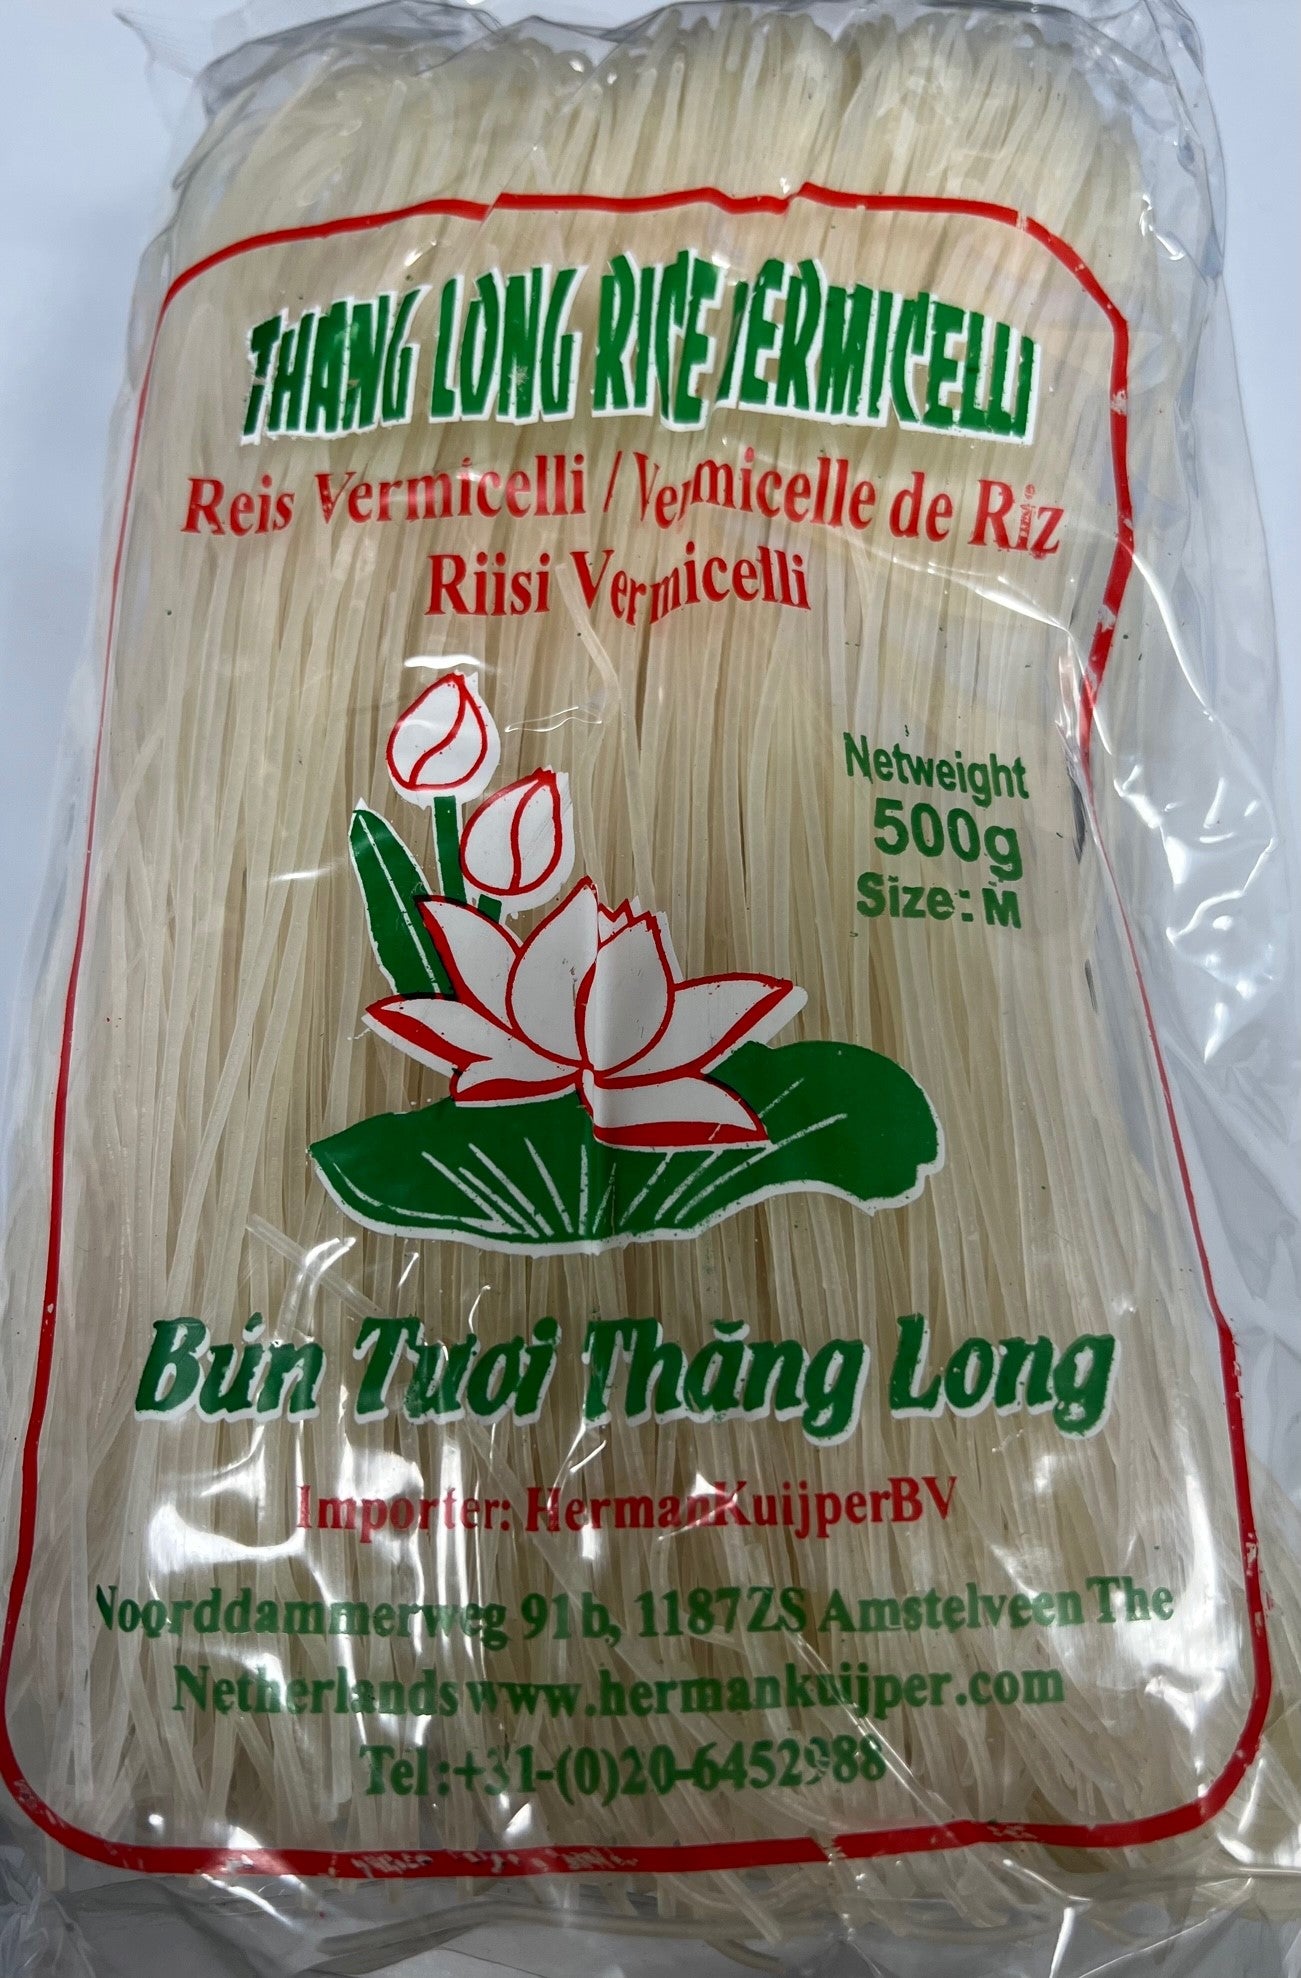 THANG LONG RICE VERMICELLI
Reis Vermicelli / Vermicelle de Riz
Riisi Vermicelli
Netweight
500g
Size: M
Bún Tươi Thăng Long
Importer: HermanKuijperBV
Noorddammerweg 91b, 1187ZS Amstelveen The
Netherlands www.hermankuijper.com
Tel:+31-(0)20-6452988